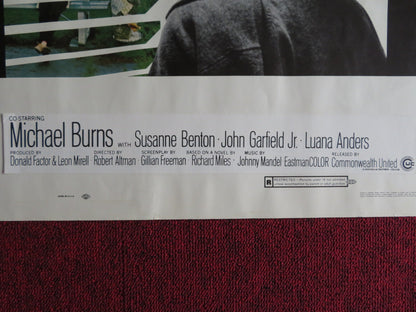 CO-STARRING
Michael Burns WITH Susanne Benton · John Garfield Jr. · Luana Anders
PRODUCED BY DIRECTED BY SCREENPLAY BY BASED ON A NOVEL BY MUSIC BY RELEASED BY
Donald Factor & Leon Mirell Robert Altman Gillian Freeman Richard Miles Johnny Mandel EastmanCOLOR Commonwealth United
R RESTRICTED